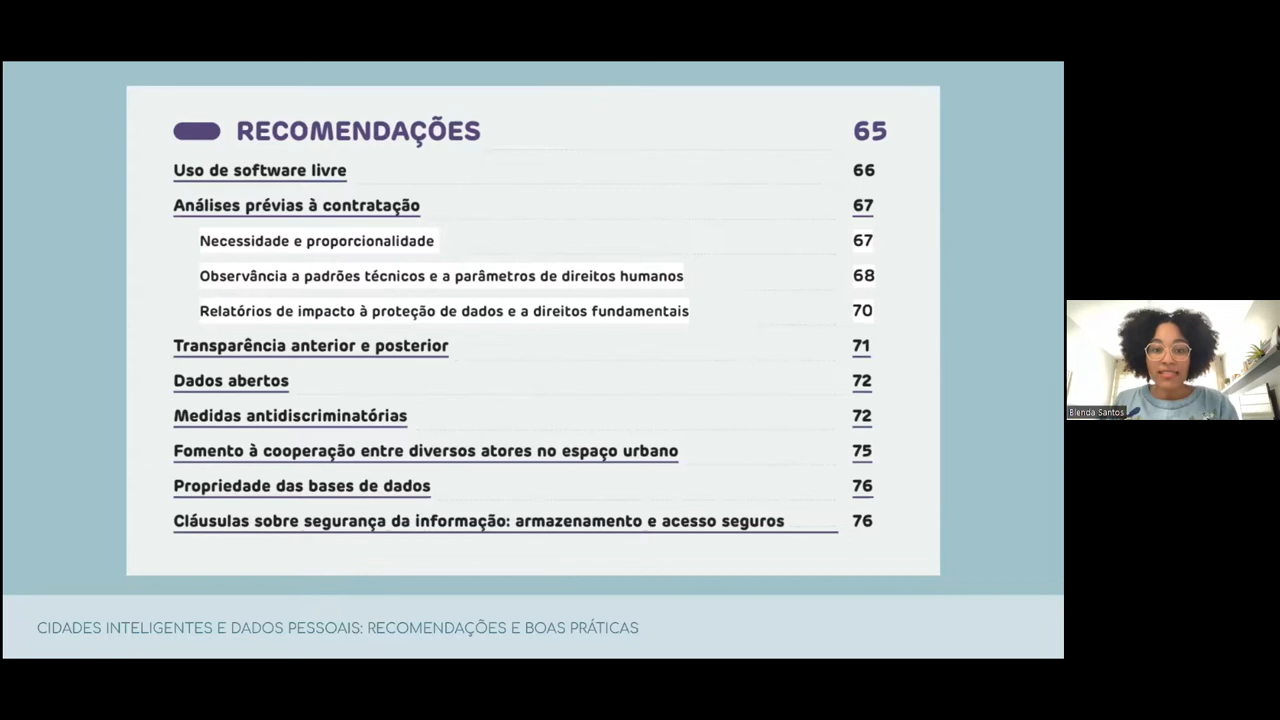 RECOMENDAÇÕES 65
Uso de software livre 66
Análises prévias à contratação 67
Necessidade e proporcionalidade 67
Observância a padrões técnicos e a parâmetros de direitos humanos 68
Relatórios de impacto à proteção de dados e a direitos fundamentais 70
Transparência anterior e posterior 71
Dados abertos 72
Medidas antidiscriminatórias 72
Fomento à cooperação entre diversos atores no espaço urbano 75
Propriedade das bases de dados 76
Cláusulas sobre segurança da informação: armazenamento e acesso seguros 76
CIDADES INTELIGENTES E DADOS PESSOAIS: RECOMENDAÇÕES E BOAS PRÁTICAS
Blenda Santos